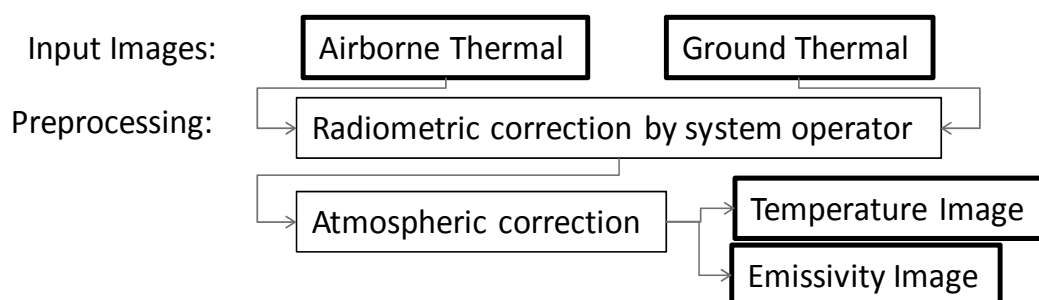 Input Images: Airborne Thermal Ground Thermal
Preprocessing: Radiometric correction by system operator
Atmospheric correction Temperature Image
Emissivity Image